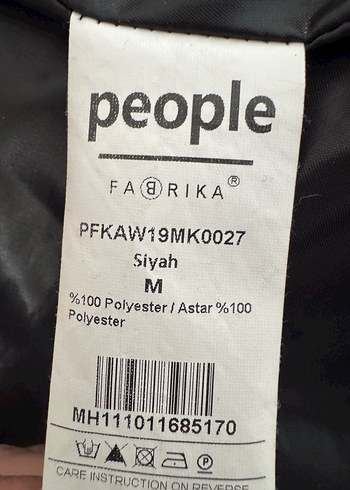 people
FABRIKA®
PFKAW19MK0027
Siyah
M
%100 Polyester / Astar %100
Polyester
MH111011685170
CARE INSTRUCTION ON REVERSE